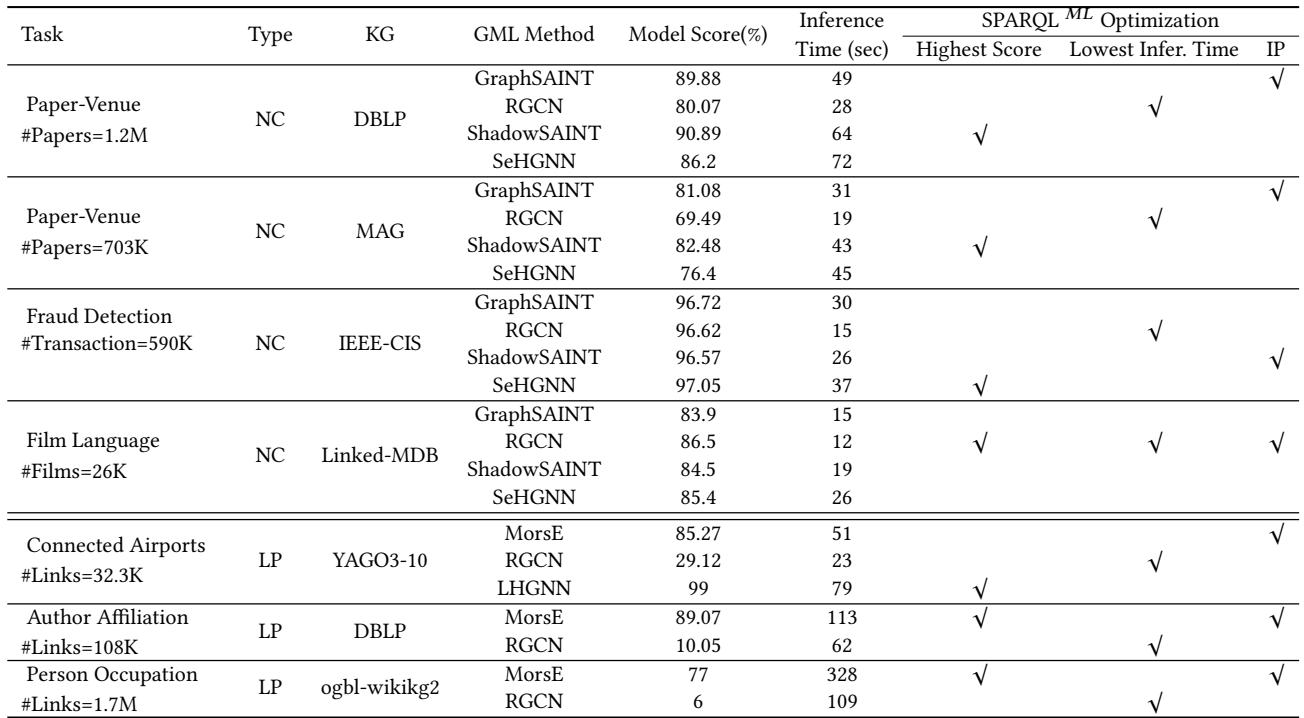 Task Type KG GML Method Model Score(%) Inference Time (sec) SPARQL ML Optimization
Highest Score Lowest Infer. Time IP
Paper-Venue #Papers=1.2M NC DBLP GraphSAINT 89.88 49 √
RGCN 80.07 28 √
ShadowSAINT 90.89 64 √
SeHGNN 86.2 72
Paper-Venue #Papers=703K NC MAG GraphSAINT 81.08 31 √
RGCN 69.49 19 √
ShadowSAINT 82.48 43 √
SeHGNN 76.4 45
Fraud Detection #Transaction=590K NC IEEE-CIS GraphSAINT 96.72 30
RGCN 96.62 15 √
ShadowSAINT 96.57 26 √
SeHGNN 97.05 37 √
Film Language #Films=26K NC Linked-MDB GraphSAINT 83.9 15
RGCN 86.5 12 √ √ √
ShadowSAINT 84.5 19
SeHGNN 85.4 26
Connected Airports #Links=32.3K LP YAGO3-10 MorsE 85.27 51 √
RGCN 29.12 23 √
LHGNN 99 79 √
Author Affiliation #Links=108K LP DBLP MorsE 89.07 113 √ √
RGCN 10.05 62 √
Person Occupation #Links=1.7M LP ogbl-wikikg2 MorsE 77 328 √ √
RGCN 6 109 √